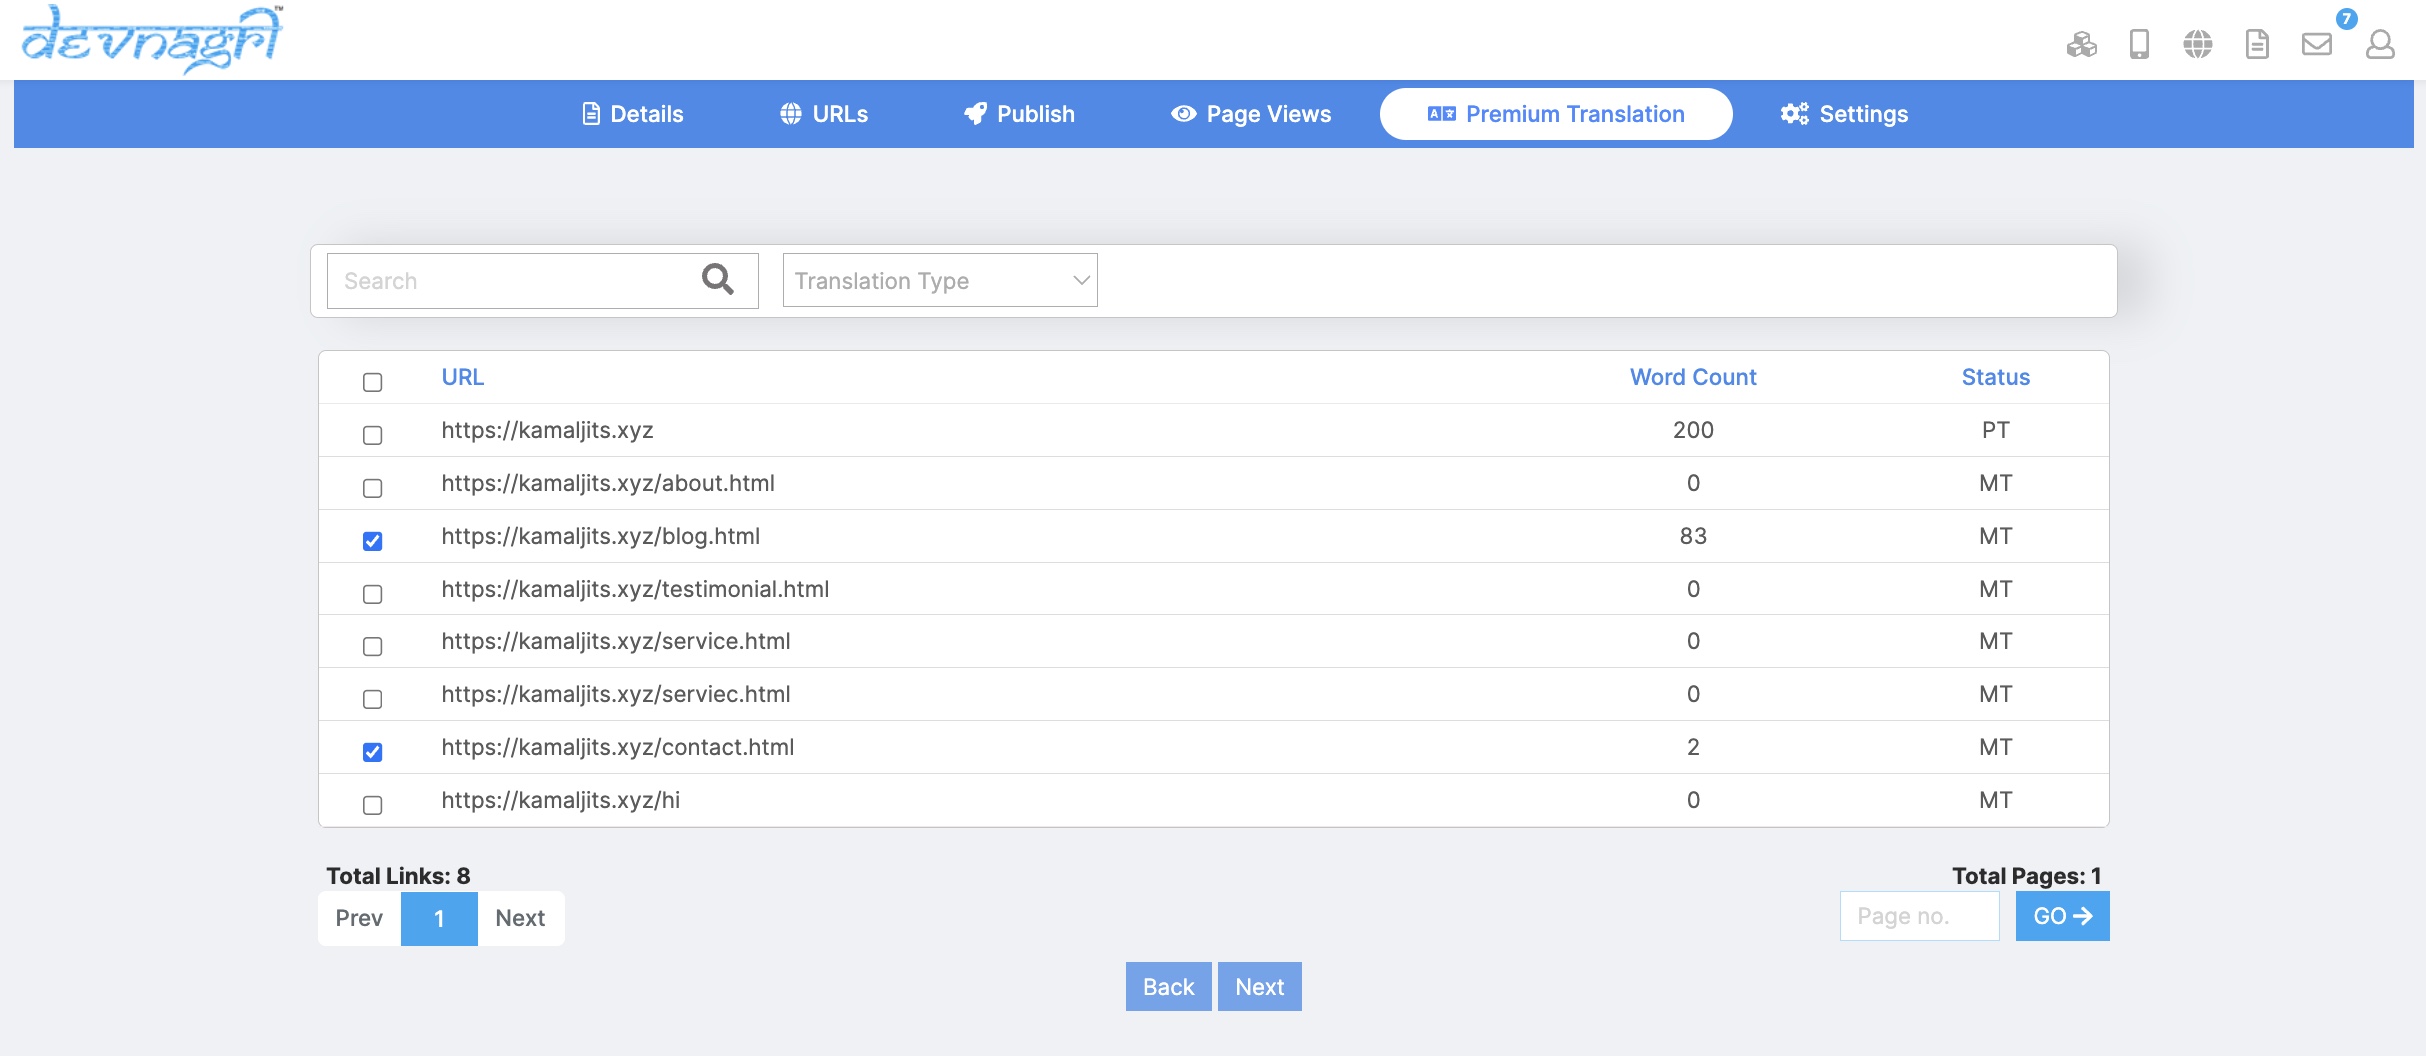 devnagri™
7
Details URLs Publish Page Views Premium Translation Settings
Search Translation Type
URL Word Count Status
https://kamaljits.xyz 200 PT
https://kamaljits.xyz/about.html 0 MT
https://kamaljits.xyz/blog.html 83 MT
https://kamaljits.xyz/testimonial.html 0 MT
https://kamaljits.xyz/service.html 0 MT
https://kamaljits.xyz/serviec.html 0 MT
https://kamaljits.xyz/contact.html 2 MT
https://kamaljits.xyz/hi 0 MT
Total Links: 8 Total Pages: 1
Prev 1 Next Page no. GO
Back Next